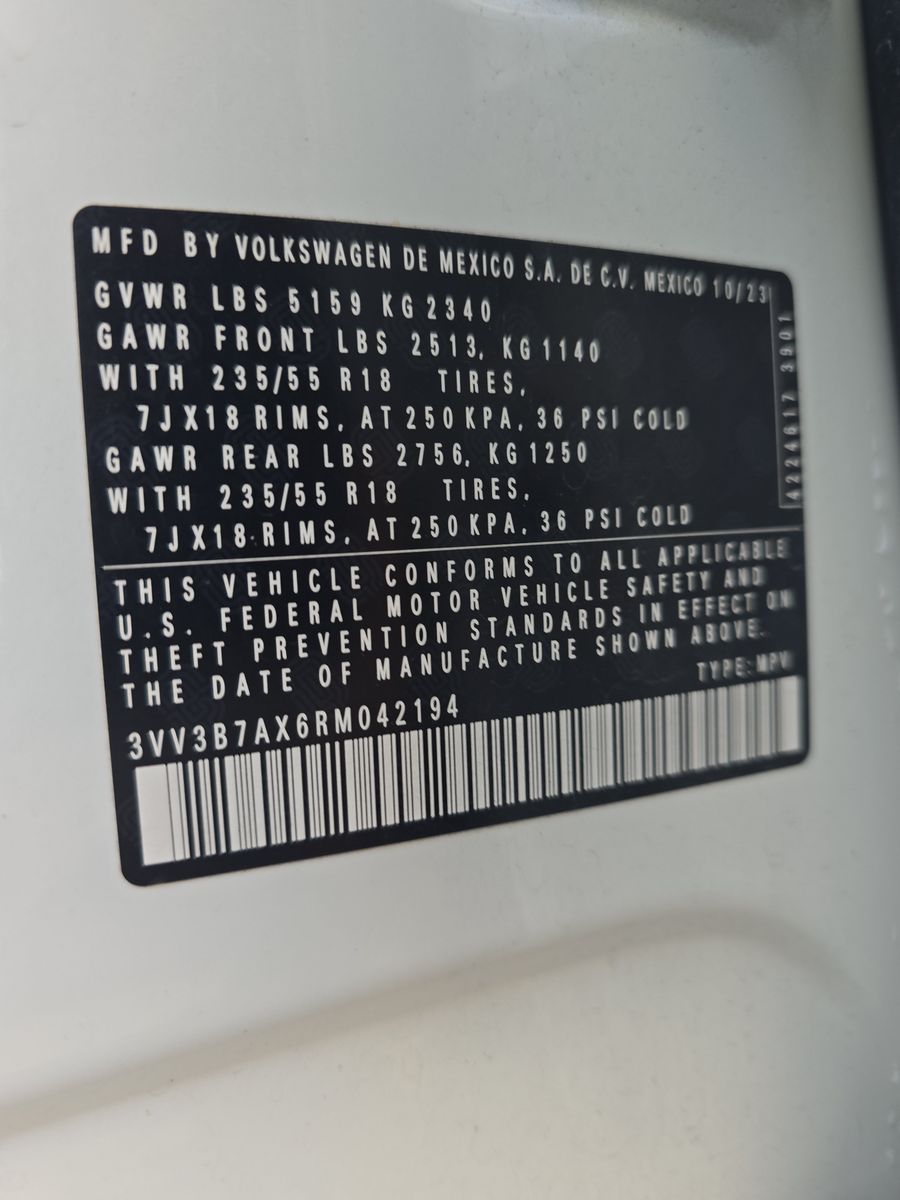 MFD BY VOLKSWAGEN DE MEXICO S.A. DE C.V. MEXICO 10/23
GVWR LBS 5159 KG 2340
GAWR FRONT LBS 2513, KG 1140
WITH 235/55 R18 TIRES,
7JX18 RIMS, AT 250 KPA, 36 PSI COLD
GAWR REAR LBS 2756, KG 1250
WITH 235/55 R18 TIRES,
7JX18 RIMS, AT 250 KPA, 36 PSI COLD
4224617 3901
THIS VEHICLE CONFORMS TO ALL APPLICABLE
U.S. FEDERAL MOTOR VEHICLE SAFETY AND
THEFT PREVENTION STANDARDS IN EFFECT ON
THE DATE OF MANUFACTURE SHOWN ABOVE.
TYPE: MPV
3VV3B7AX6RM042194